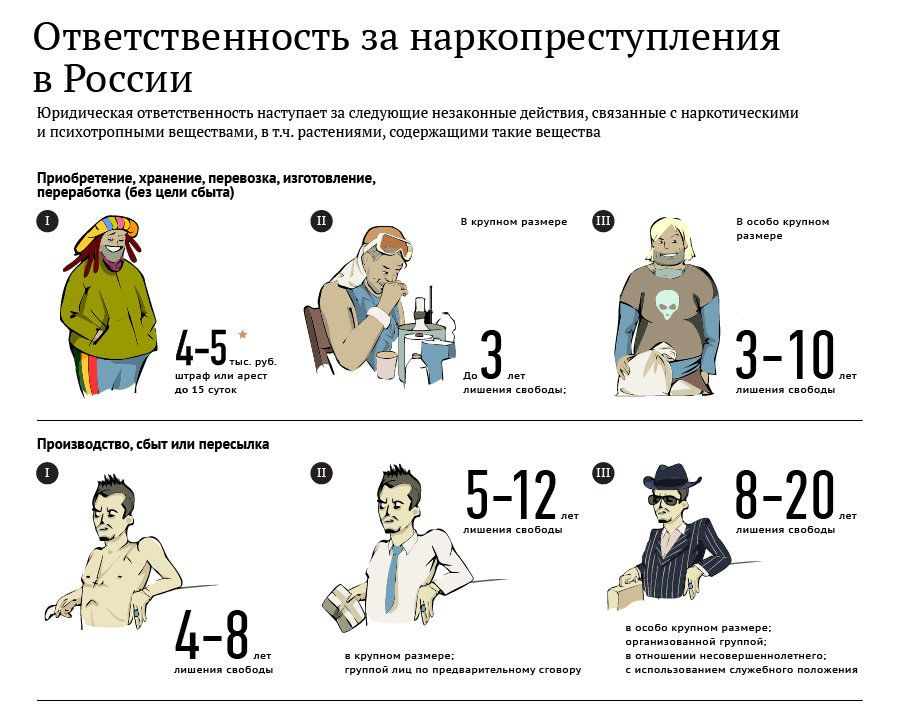 Ответственность за наркопреступления
в России
Юридическая ответственность наступает за следующие незаконные действия, связанные с наркотическими
и психотропными веществами, в т.ч. растениями, содержащими такие вещества
Приобретение, хранение, перевозка, изготовление,
переработка (без цели сбыта)
I
4–5 тыс. руб.
штраф или арест
до 15 суток
II
В крупном размере
До 3 лет
лишения свободы;
III
В особо крупном
размере
3–10 лет
лишения свободы
Производство, сбыт или пересылка
I
4–8 лет
лишения свободы
II
5–12 лет
лишения свободы
в крупном размере;
группой лиц по предварительному сговору
III
8–20 лет
лишения свободы
в особо крупном размере;
организованной группой;
в отношении несовершеннолетнего;
с использованием служебного положения